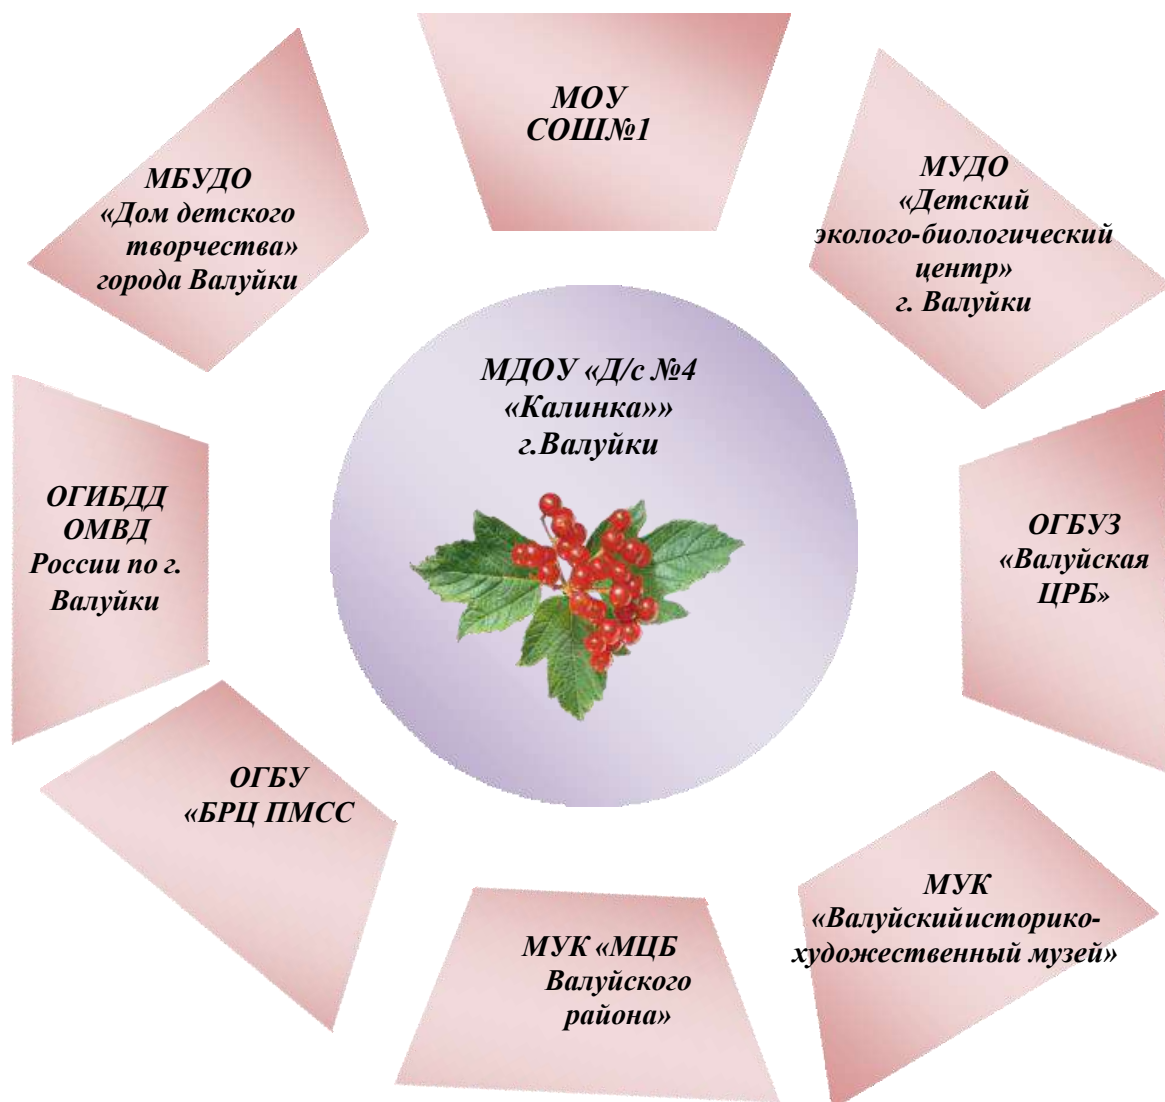 МОУ
СОШ№1
МБУДО
«Дом детского
творчества»
города Валуйки
МУДО
«Детский
эколого-биологический
центр»
г. Валуйки
МДОУ «Д/с №4
«Калинка»»
г.Валуйки
ОГИБДД
ОМВД
России по г.
Валуйки
ОГБУЗ
«Валуйская
ЦРБ»
ОГБУ
«БРЦ ПМСС
МУК
«Валуйскийисторико-
художественный музей»
МУК «МЦБ
Валуйского
района»